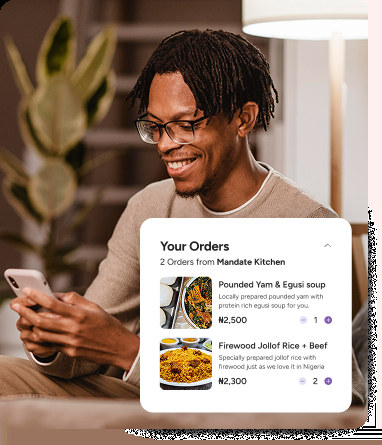 Your Orders
2 Orders from Mandate Kitchen
Pounded Yam & Egusi soup
Locally prepared pounded yam with
protein rich egusi soup for you.
₦2,500 1
Firewood Jollof Rice + Beef
Specially prepared jollof rice with
firewood just as we love it in Nigeria
₦2,300 2